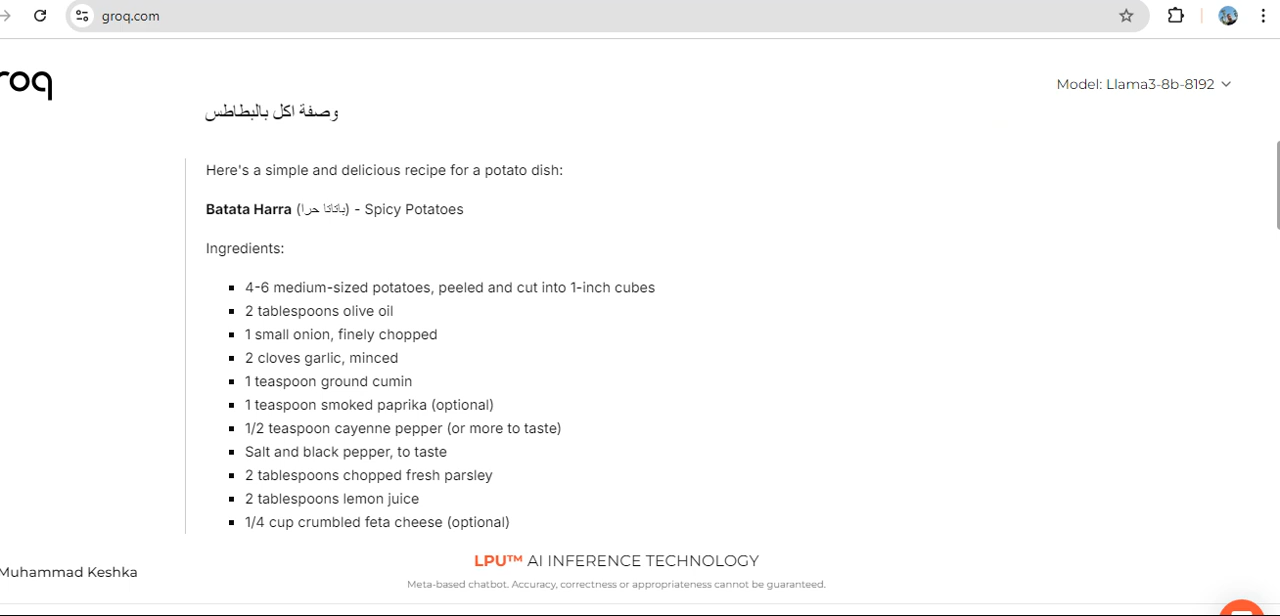 groq.com
roq
Model: Llama3-8b-8192
وصفة اكل بالبطاطس
Here's a simple and delicious recipe for a potato dish:
Batata Harra (باتاتا حرا) - Spicy Potatoes
Ingredients:
4-6 medium-sized potatoes, peeled and cut into 1-inch cubes
2 tablespoons olive oil
1 small onion, finely chopped
2 cloves garlic, minced
1 teaspoon ground cumin
1 teaspoon smoked paprika (optional)
1/2 teaspoon cayenne pepper (or more to taste)
Salt and black pepper, to taste
2 tablespoons chopped fresh parsley
2 tablespoons lemon juice
1/4 cup crumbled feta cheese (optional)
LPU™ AI INFERENCE TECHNOLOGY
Muhammad Keshka
Meta-based chatbot. Accuracy, correctness or appropriateness cannot be guaranteed.